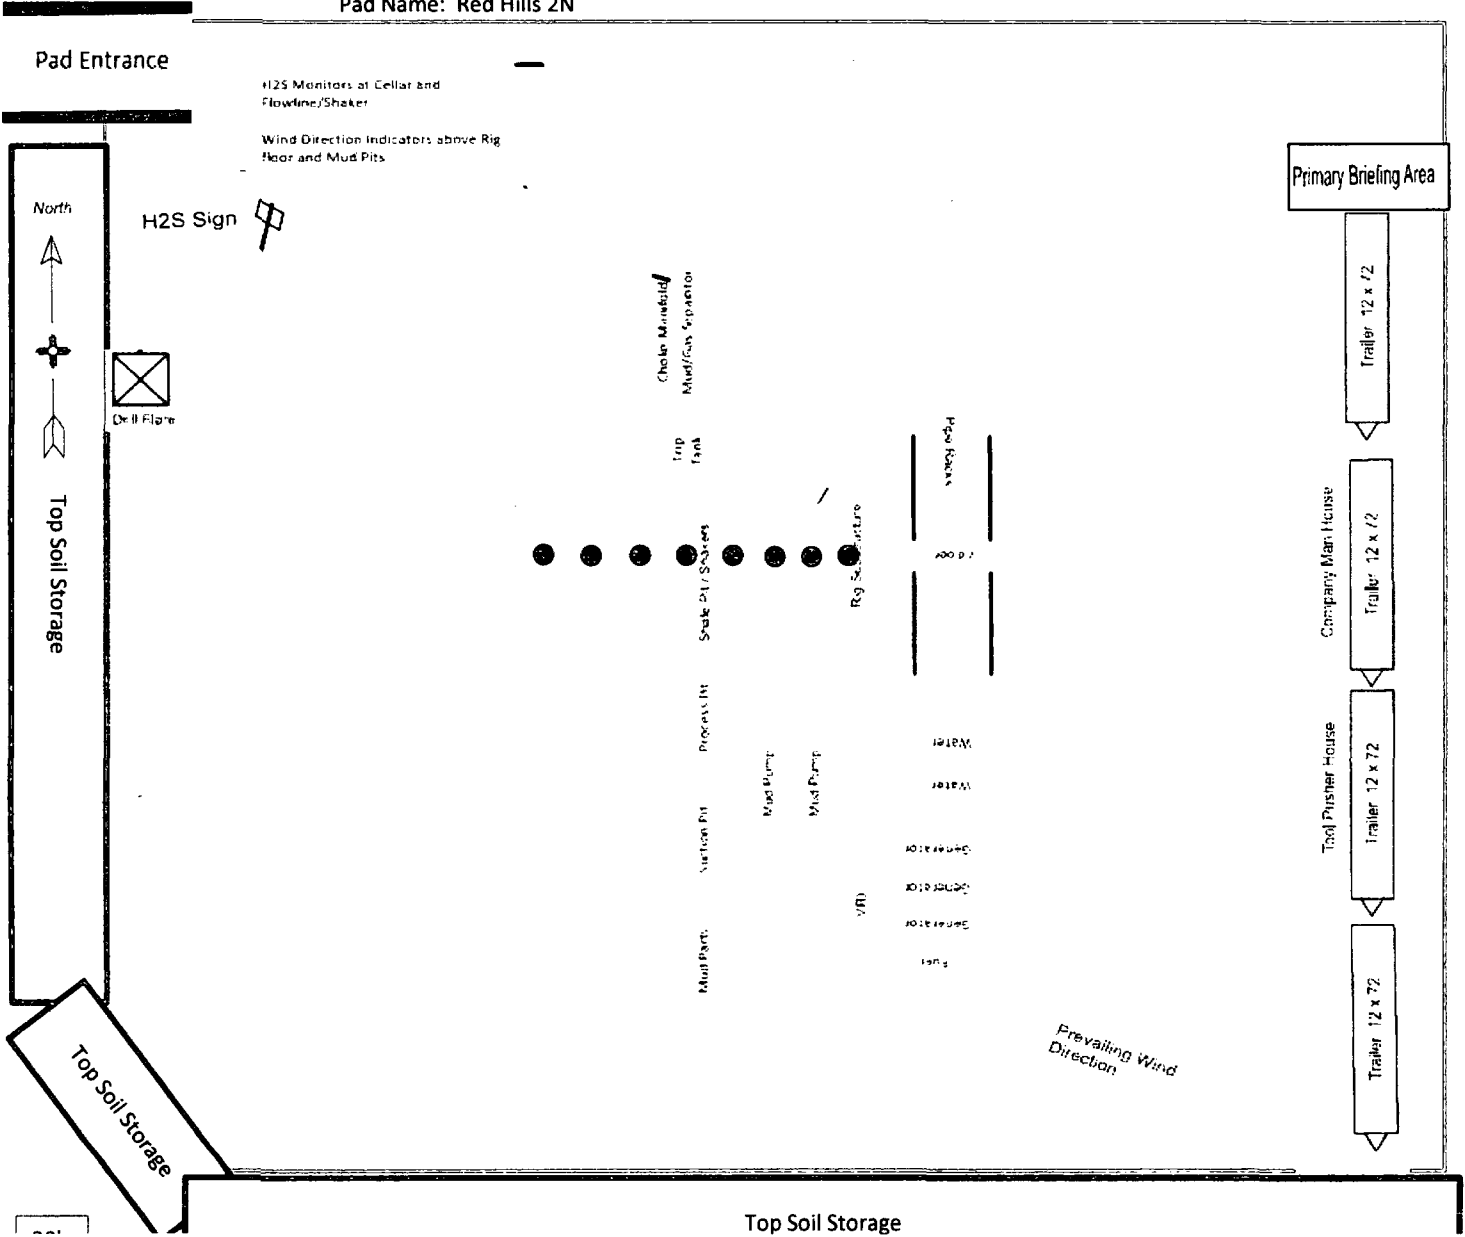 Pad Name: Red Hills 2N
Pad Entrance
H2S Monitors at Cellar and
Flowline/Shaker
Wind Direction Indicators above Rig
floor and Mud Pits
Primary Briefing Area
North
H2S Sign
Trailer 12 x 72
Choke Manifold
Mud/Gas Separator
Drill Flare
Trip
Tank
Pipe Racks
Top Soil Storage
Company Man House
Trailer 12 x 72
Shale Pit / Shakers
Rig Substructure
Process Pit
Water
Tool Pusher House
Trailer 12 x 72
Mud Pump
Mud Pump
Water
Suction Pit
Generator
Generator
VFD
Generator
Mud Parts
Fuel
Trailer 12 x 72
Prevailing Wind
Direction
Top Soil Storage
Top Soil Storage